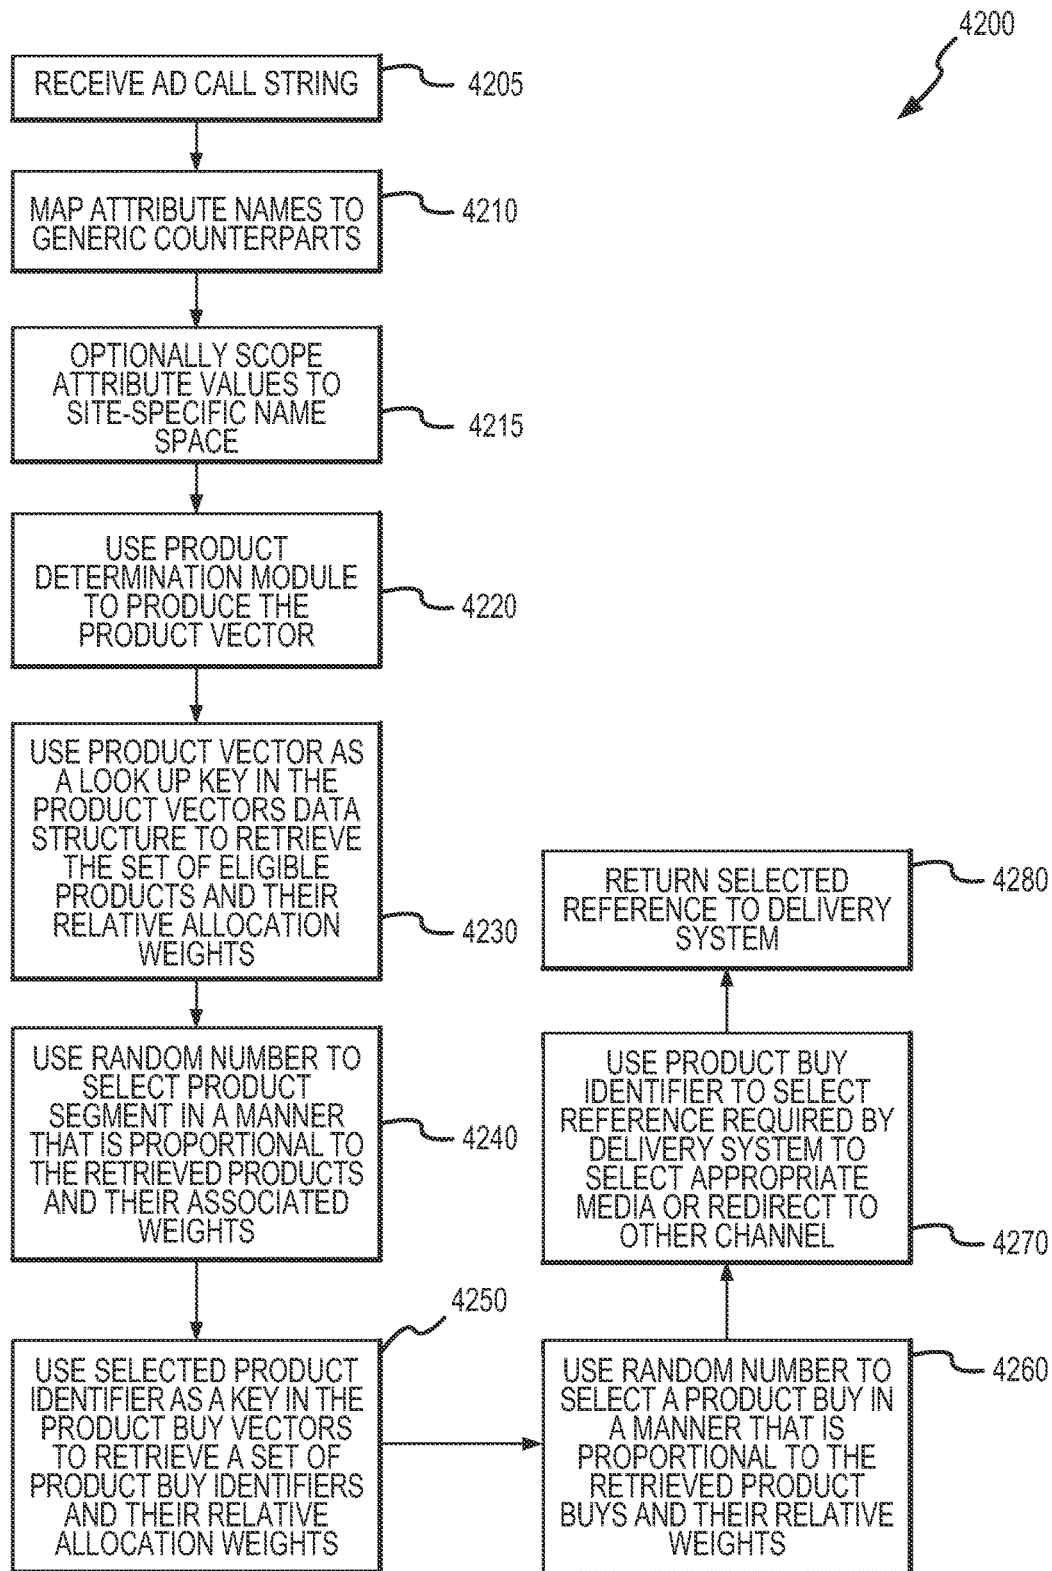 4200
RECEIVE AD CALL STRING
4205
MAP ATTRIBUTE NAMES TO
GENERIC COUNTERPARTS
4210
OPTIONALLY SCOPE
ATTRIBUTE VALUES TO
SITE-SPECIFIC NAME
SPACE
4215
USE PRODUCT
DETERMINATION MODULE
TO PRODUCE THE
PRODUCT VECTOR
4220
USE PRODUCT VECTOR AS
A LOOK UP KEY IN THE
PRODUCT VECTORS DATA
STRUCTURE TO RETRIEVE
THE SET OF ELIGIBLE
PRODUCTS AND THEIR
RELATIVE ALLOCATION
WEIGHTS
4230
USE RANDOM NUMBER TO
SELECT PRODUCT
SEGMENT IN A MANNER
THAT IS PROPORTIONAL TO
THE RETRIEVED PRODUCTS
AND THEIR ASSOCIATED
WEIGHTS
4240
4250
USE SELECTED PRODUCT
IDENTIFIER AS A KEY IN THE
PRODUCT BUY VECTORS
TO RETRIEVE A SET OF
PRODUCT BUY IDENTIFIERS
AND THEIR RELATIVE
ALLOCATION WEIGHTS
USE RANDOM NUMBER TO
SELECT A PRODUCT BUY IN
A MANNER THAT IS
PROPORTIONAL TO THE
RETRIEVED PRODUCT
BUYS AND THEIR RELATIVE
WEIGHTS
4260
USE PRODUCT BUY
IDENTIFIER TO SELECT
REFERENCE REQUIRED BY
DELIVERY SYSTEM TO
SELECT APPROPRIATE
MEDIA OR REDIRECT TO
OTHER CHANNEL
4270
RETURN SELECTED
REFERENCE TO DELIVERY
SYSTEM
4280